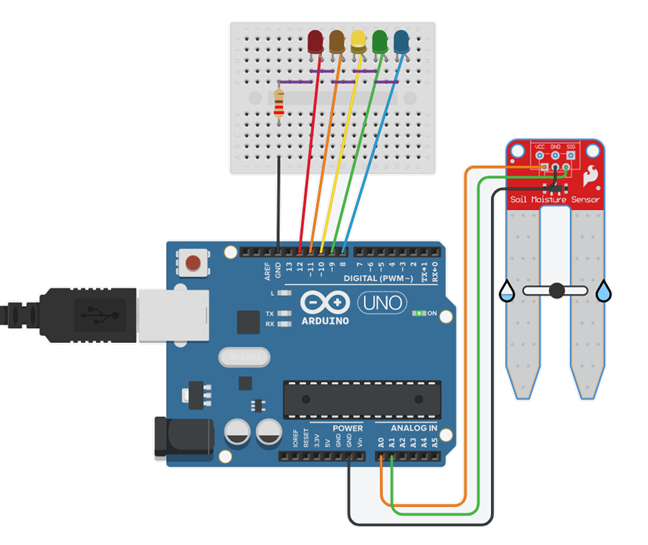 VCC GND SIG
Soil Moisture Sensor
AREF
GND
13
12
~11
~10
~9
8
7
~6
~5
4
~3
2
TX→1
RX←0
DIGITAL (PWM~)
L
TX
RX
ARDUINO
UNO
ON
POWER
ANALOG IN
IOREF
RESET
3.3V
5V
GND
GND
Vin
A0
A1
A2
A3
A4
A5